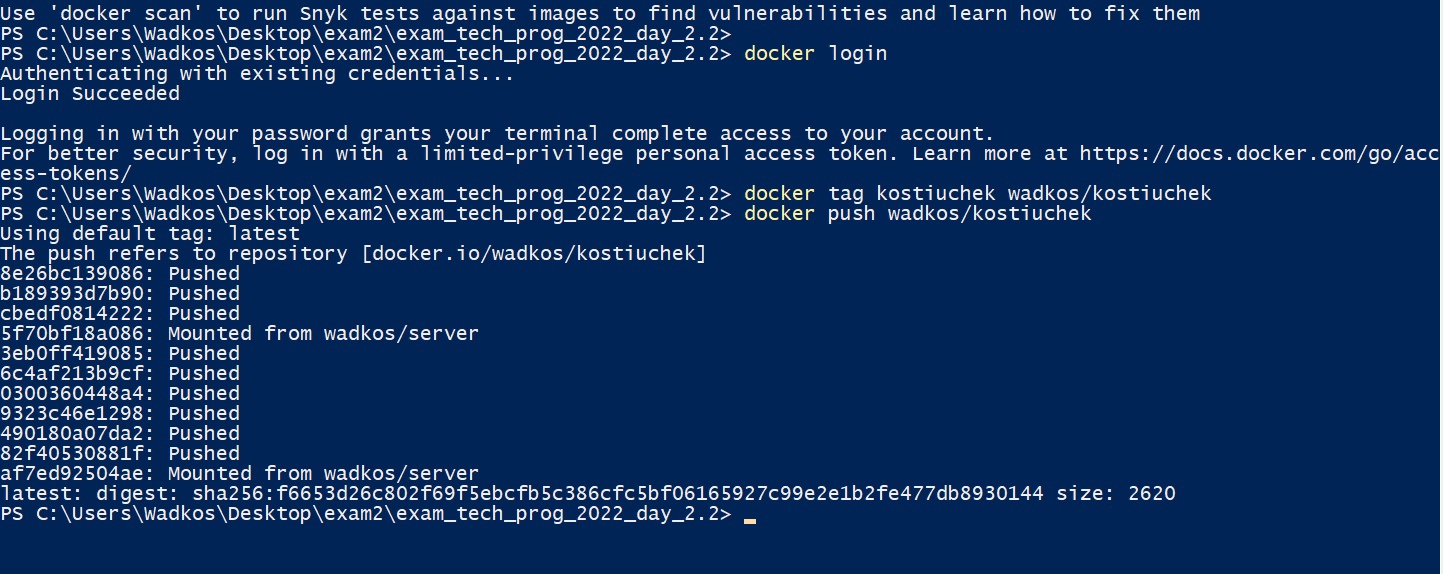 Use 'docker scan' to run Snyk tests against images to find vulnerabilities and learn how to fix them
PS C:\Users\Wadkos\Desktop\exam2\exam_tech_prog_2022_day_2.2>
PS C:\Users\Wadkos\Desktop\exam2\exam_tech_prog_2022_day_2.2> docker login
Authenticating with existing credentials...
Login Succeeded
Logging in with your password grants your terminal complete access to your account.
For better security, log in with a limited-privilege personal access token. Learn more at https://docs.docker.com/go/acc
ess-tokens/
PS C:\Users\Wadkos\Desktop\exam2\exam_tech_prog_2022_day_2.2> docker tag kostiuchek wadkos/kostiuchek
PS C:\Users\Wadkos\Desktop\exam2\exam_tech_prog_2022_day_2.2> docker push wadkos/kostiuchek
Using default tag: latest
The push refers to repository [docker.io/wadkos/kostiuchek]
8e26bc139086: Pushed
b189393d7b90: Pushed
cbedf0814222: Pushed
5f70bf18a086: Mounted from wadkos/server
3eb0ff419085: Pushed
6c4af213b9cf: Pushed
0300360448a4: Pushed
9323c46e1298: Pushed
490180a07da2: Pushed
82f40530881f: Pushed
af7ed92504ae: Mounted from wadkos/server
latest: digest: sha256:f6653d26c802f69f5ebcfb5c386cfc5bf06165927c99e2e1b2fe477db8930144 size: 2620
PS C:\Users\Wadkos\Desktop\exam2\exam_tech_prog_2022_day_2.2>